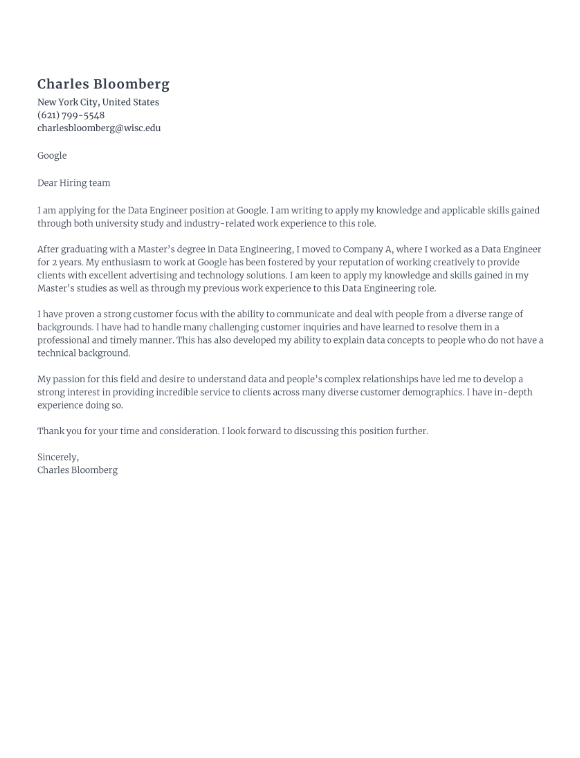 Charles Bloomberg
New York City, United States
(621) 799-5548
charlesbloomberg@wisc.edu
Google
Dear Hiring team
I am applying for the Data Engineer position at Google. I am writing to apply my knowledge and applicable skills gained
through both university study and industry-related work experience to this role.
After graduating with a Master's degree in Data Engineering, I moved to Company A, where I worked as a Data Engineer
for 2 years. My enthusiasm to work at Google has been fostered by your reputation of working creatively to provide
clients with excellent advertising and technology solutions. I am keen to apply my knowledge and skills gained in my
Master's studies as well as through my previous work experience to this Data Engineering role.
I have proven a strong customer focus with the ability to communicate and deal with people from a diverse range of
backgrounds. I have had to handle many challenging customer inquiries and have learned to resolve them in a
professional and timely manner. This has also developed my ability to explain data concepts to people who do not have a
technical background.
My passion for this field and desire to understand data and people's complex relationships have led me to develop a
strong interest in providing incredible service to clients across many diverse customer demographics. I have in-depth
experience doing so.
Thank you for your time and consideration. I look forward to discussing this position further.
Sincerely,
Charles Bloomberg